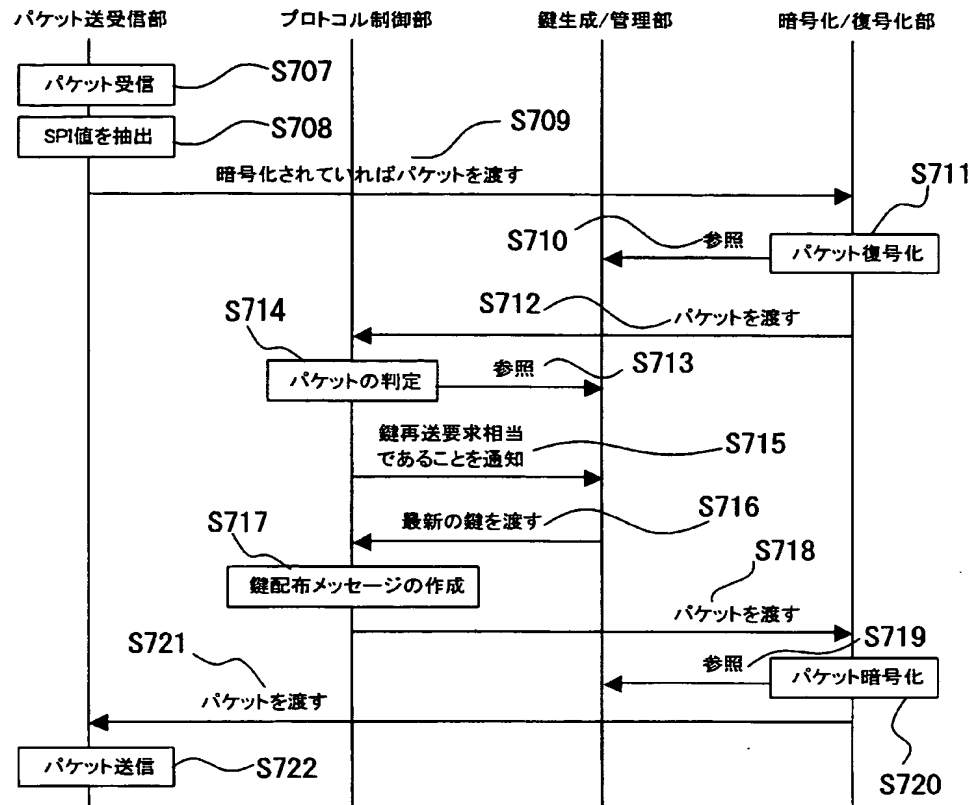 パケット送受信部
プロトコル制御部
鍵生成/管理部
暗号化/復号化部
パケット受信
S707
SPI値を抽出
S708
S709
暗号化されていればパケットを渡す
S711
S710
参照
パケット復号化
S712
パケットを渡す
S714
参照
S713
パケットの判定
鍵再送要求相当
であることを通知
S715
S716
最新の鍵を渡す
S717
鍵配布メッセージの作成
S718
パケットを渡す
S719
参照
パケット暗号化
S721
パケットを渡す
S720
パケット送信
S722